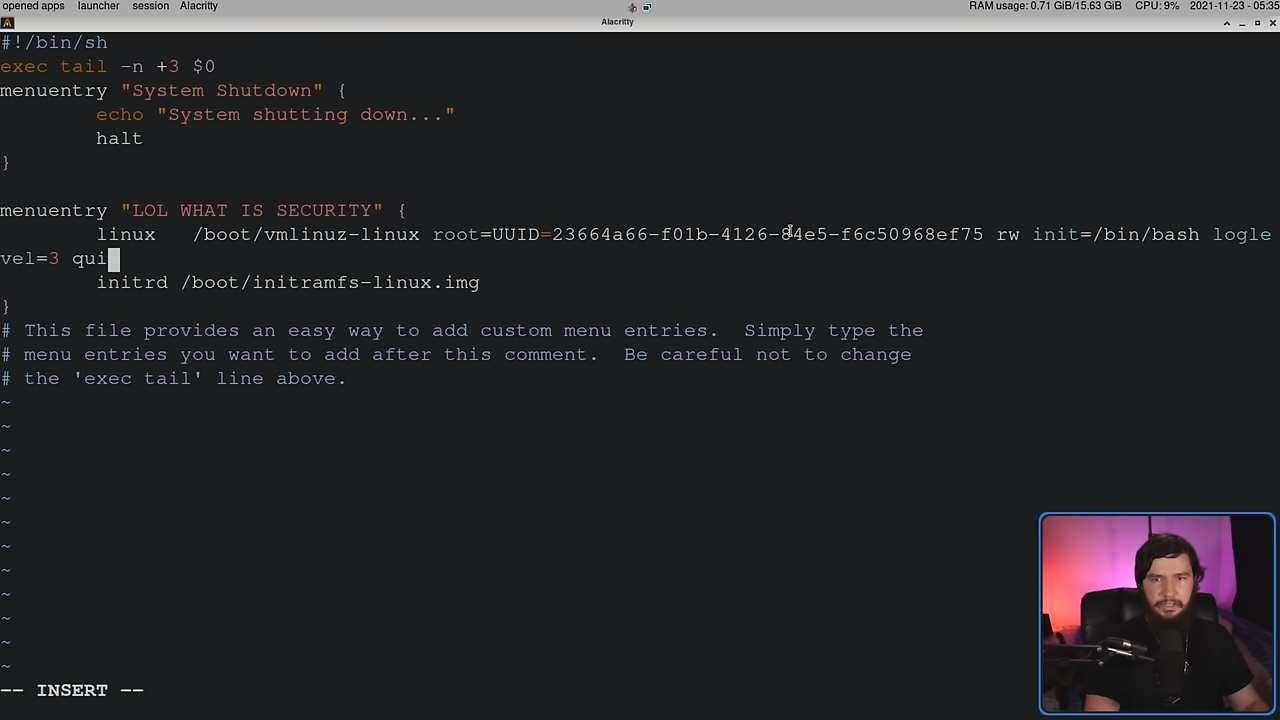 opened apps launcher session Alacritty RAM usage: 0.71 GiB/15.63 GiB CPU: 9% 2021-11-23 - 05:35
Alacritty
#!/bin/sh
exec tail -n +3 $0
menuentry "System Shutdown" {
echo "System shutting down..."
halt
}
menuentry "LOL WHAT IS SECURITY" {
linux /boot/vmlinuz-linux root=UUID=23664a66-f01b-4126-84e5-f6c50968ef75 rw init=/bin/bash logle
vel=3 qui
initrd /boot/initramfs-linux.img
}
# This file provides an easy way to add custom menu entries. Simply type the
# menu entries you want to add after this comment. Be careful not to change
# the 'exec tail' line above.
~
~
~
~
~
~
~
~
~
~
~
~
-- INSERT --